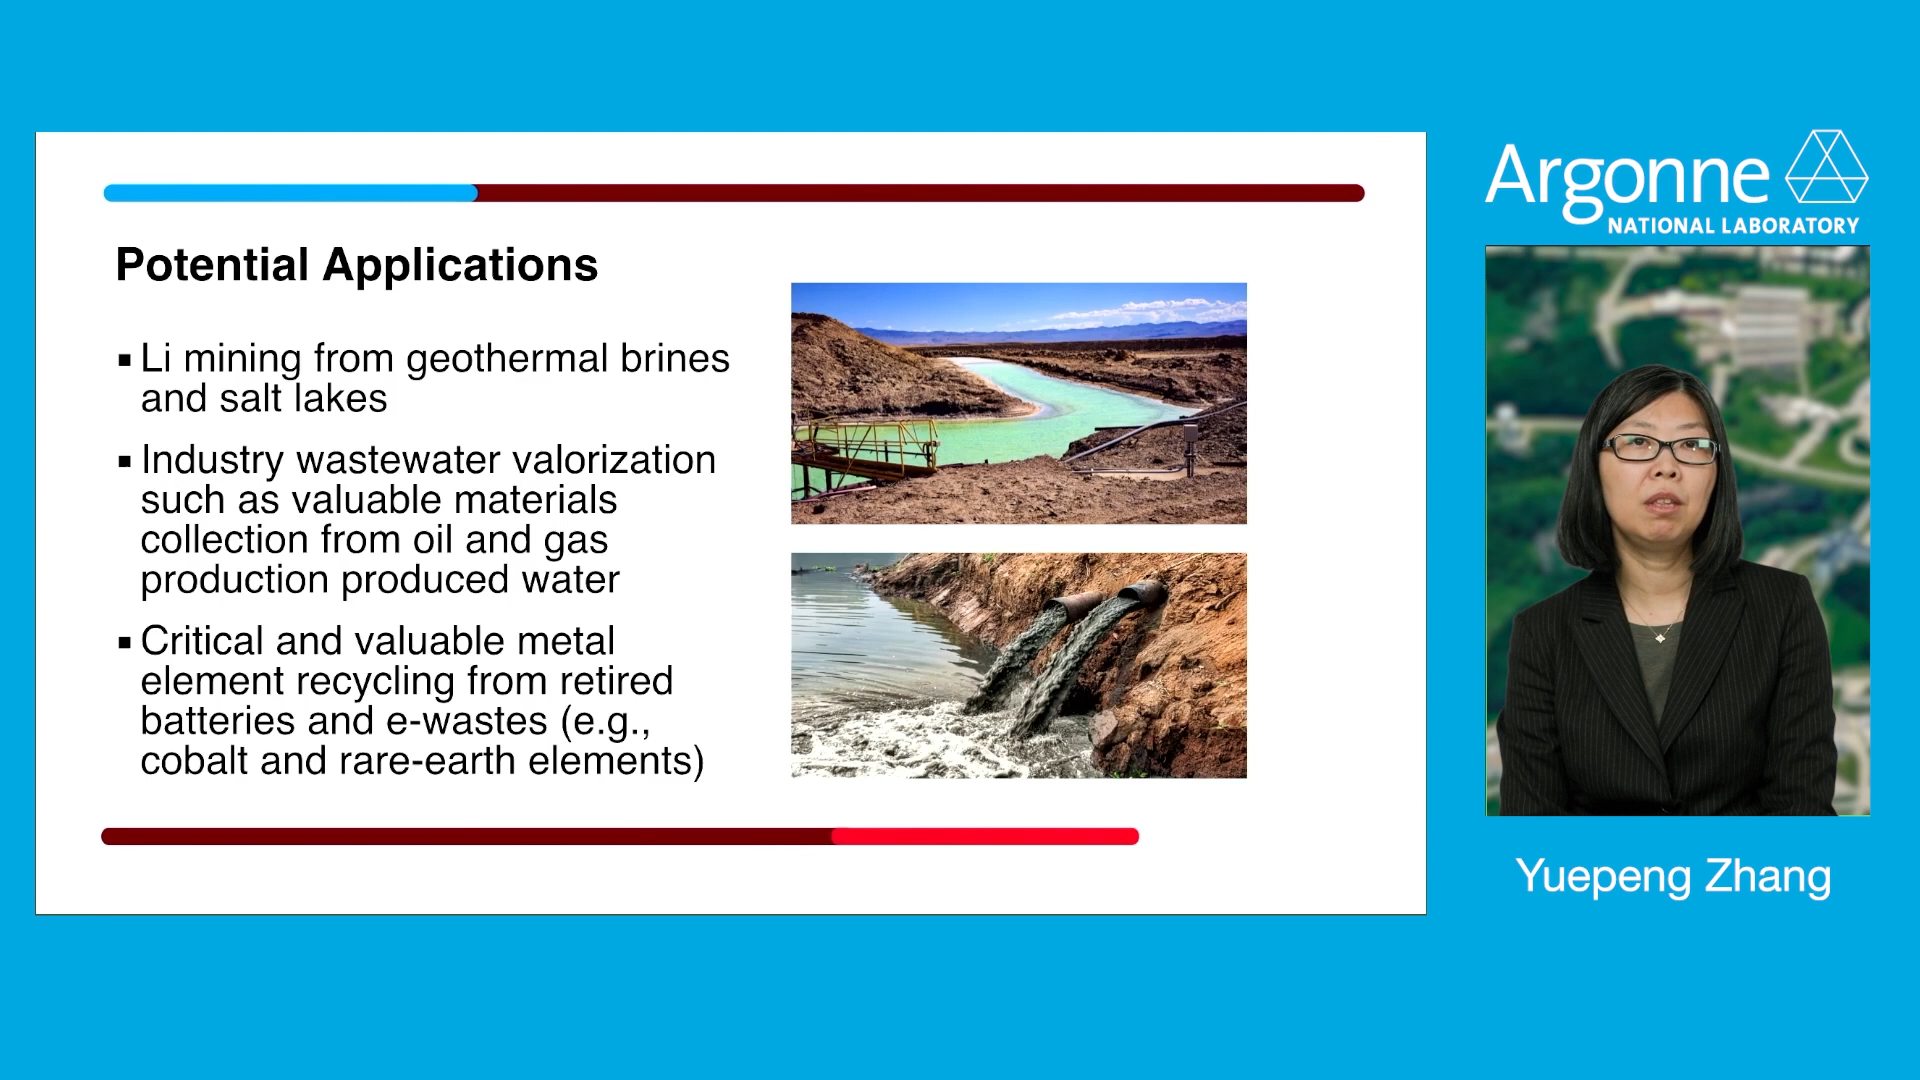 Potential Applications
▪ Li mining from geothermal brines
and salt lakes
▪ Industry wastewater valorization
such as valuable materials
collection from oil and gas
production produced water
▪ Critical and valuable metal
element recycling from retired
batteries and e-wastes (e.g.,
cobalt and rare-earth elements)
Argonne
NATIONAL LABORATORY
Yuepeng Zhang